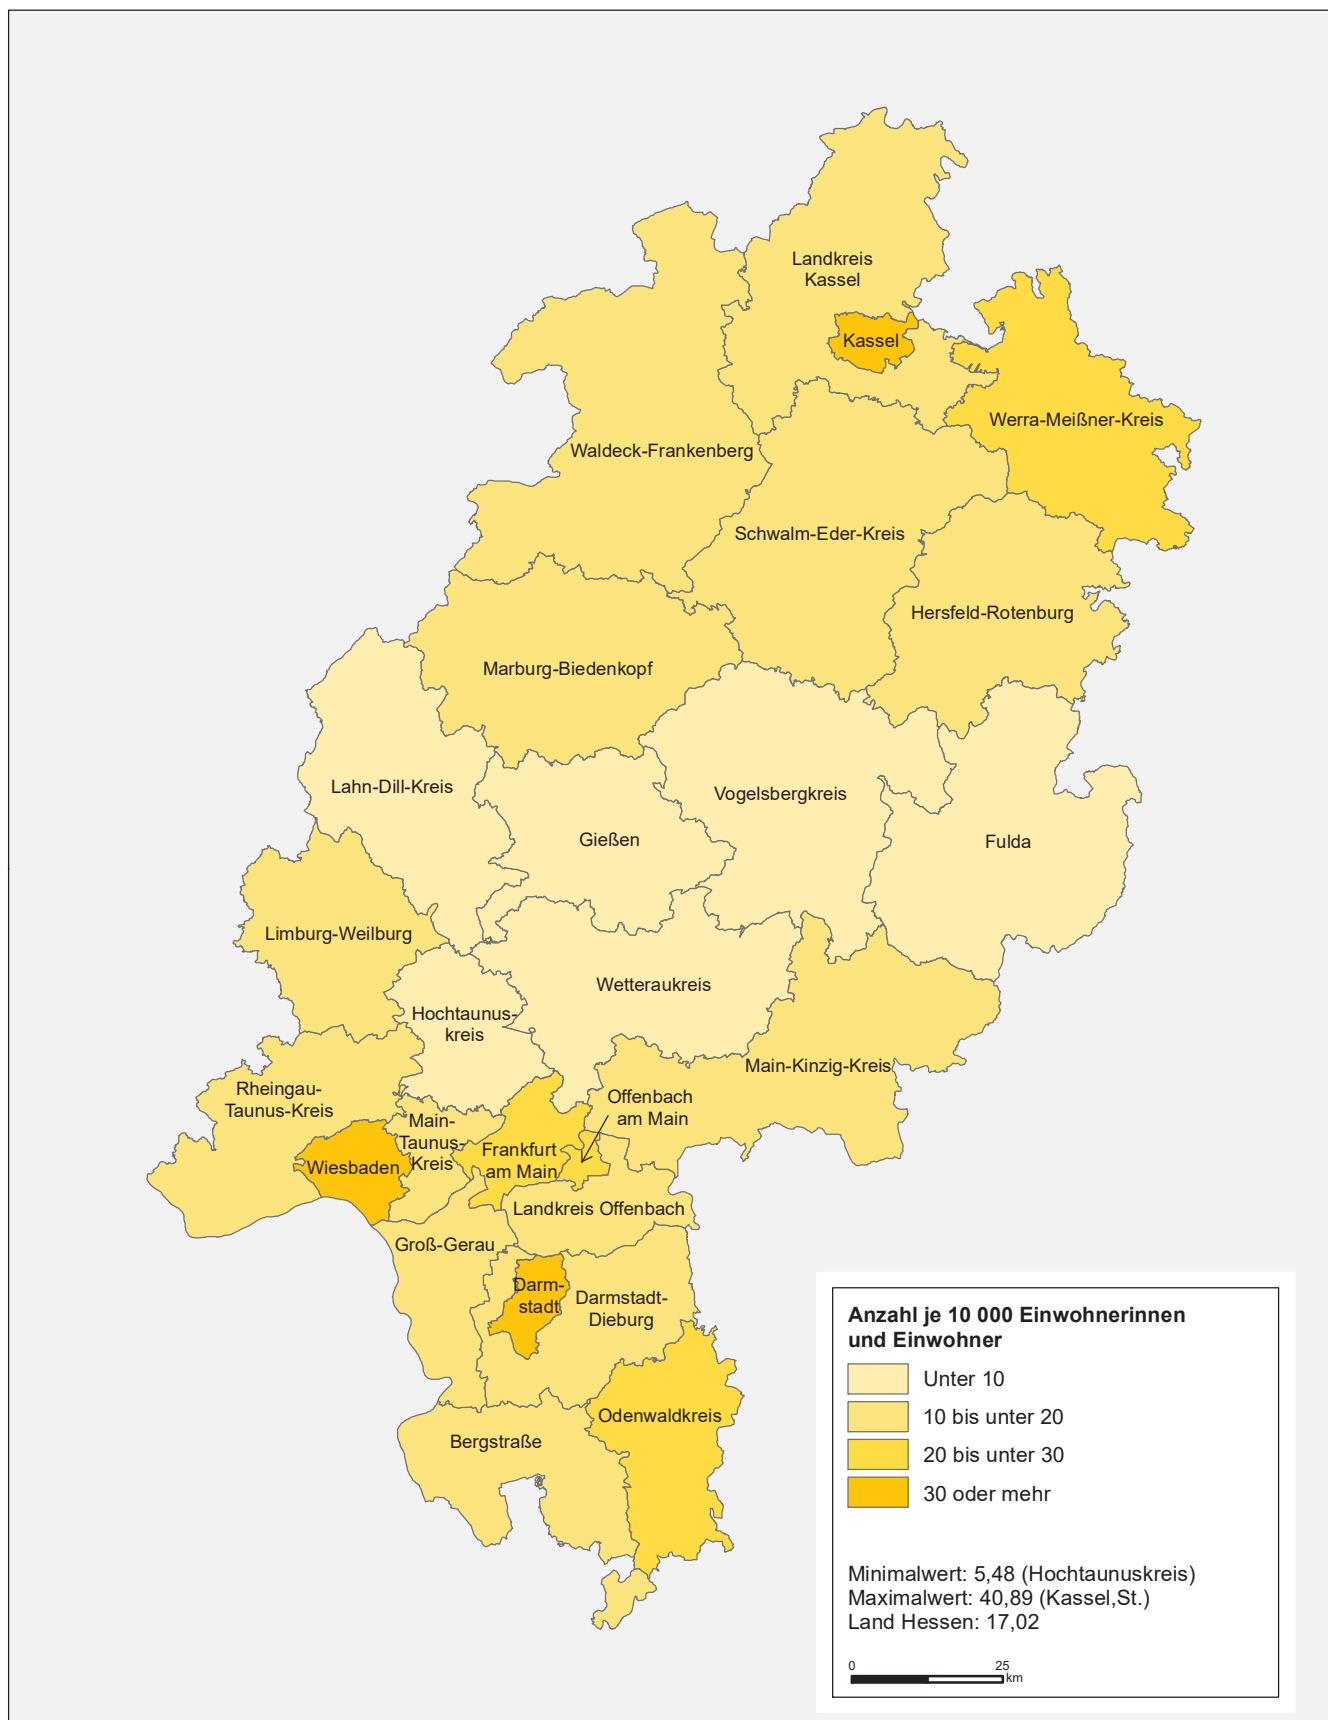 Landkreis
Kassel
Kassel
Werra-Meißner-Kreis
Waldeck-Frankenberg
Schwalm-Eder-Kreis
Hersfeld-Rotenburg
Marburg-Biedenkopf
Lahn-Dill-Kreis
Vogelsbergkreis
Gießen
Fulda
Limburg-Weilburg
Wetteraukreis
Hochtaunus-
kreis
Main-Kinzig-Kreis
Rheingau-
Taunus-Kreis
Offenbach
am Main
Main-
Taunus-
Kreis
Frankfurt
am Main
Wiesbaden
Landkreis Offenbach
Groß-Gerau
Darm-
stadt
Darmstadt-
Dieburg
Odenwaldkreis
Bergstraße
Anzahl je 10 000 Einwohnerinnen
und Einwohner
Unter 10
10 bis unter 20
20 bis unter 30
30 oder mehr
Minimalwert: 5,48 (Hochtaunuskreis)
Maximalwert: 40,89 (Kassel,St.)
Land Hessen: 17,02
0 25
km